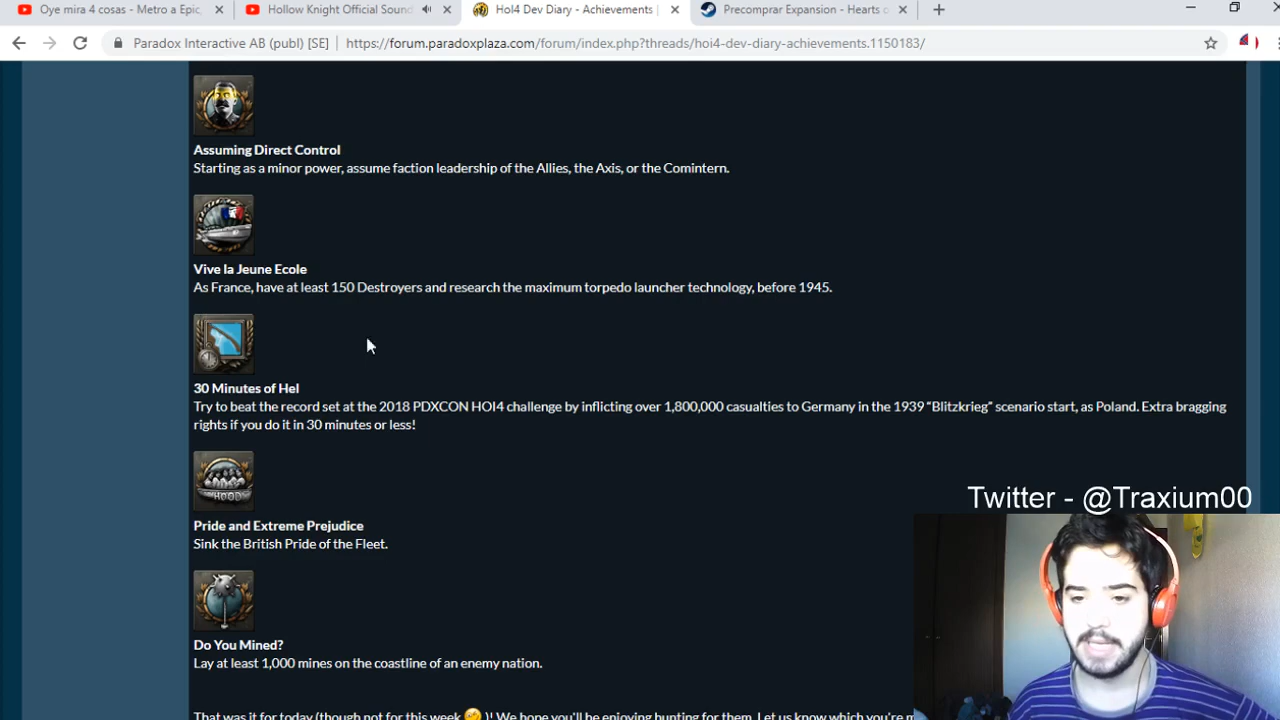 Oye mira 4 cosas - Metro a Epic
Hollow Knight Official Sound
HoI4 Dev Diary - Achievements |
Precomprar Expansion - Hearts o
Paradox Interactive AB (publ) [SE] | https://forum.paradoxplaza.com/forum/index.php?threads/hoi4-dev-diary-achievements.1150183/
Assuming Direct Control
Starting as a minor power, assume faction leadership of the Allies, the Axis, or the Comintern.
Vive la Jeune Ecole
As France, have at least 150 Destroyers and research the maximum torpedo launcher technology, before 1945.
30 Minutes of Hel
Try to beat the record set at the 2018 PDXCON HOI4 challenge by inflicting over 1,800,000 casualties to Germany in the 1939 “Blitzkrieg” scenario start, as Poland. Extra bragging
rights if you do it in 30 minutes or less!
HOOD
Pride and Extreme Prejudice
Sink the British Pride of the Fleet.
Twitter - @Traxium00
Do You Mined?
Lay at least 1,000 mines on the coastline of an enemy nation.
That was it for today (though not for this week )! We hope you'll be enjoying hunting for them. Let us know which you're